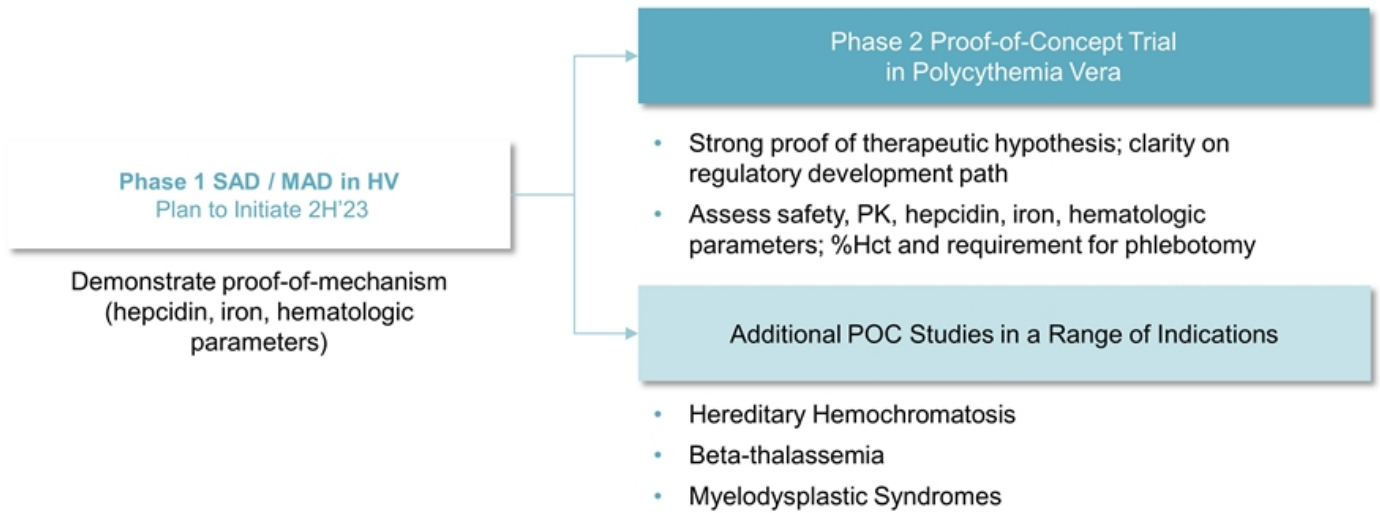 Phase 1 SAD / MAD in HV
Plan to Initiate 2H'23
Demonstrate proof-of-mechanism
(hepcidin, iron, hematologic
parameters)
Phase 2 Proof-of-Concept Trial
in Polycythemia Vera
• Strong proof of therapeutic hypothesis; clarity on
regulatory development path
• Assess safety, PK, hepcidin, iron, hematologic
parameters; %Hct and requirement for phlebotomy
Additional POC Studies in a Range of Indications
• Hereditary Hemochromatosis
• Beta-thalassemia
• Myelodysplastic Syndromes